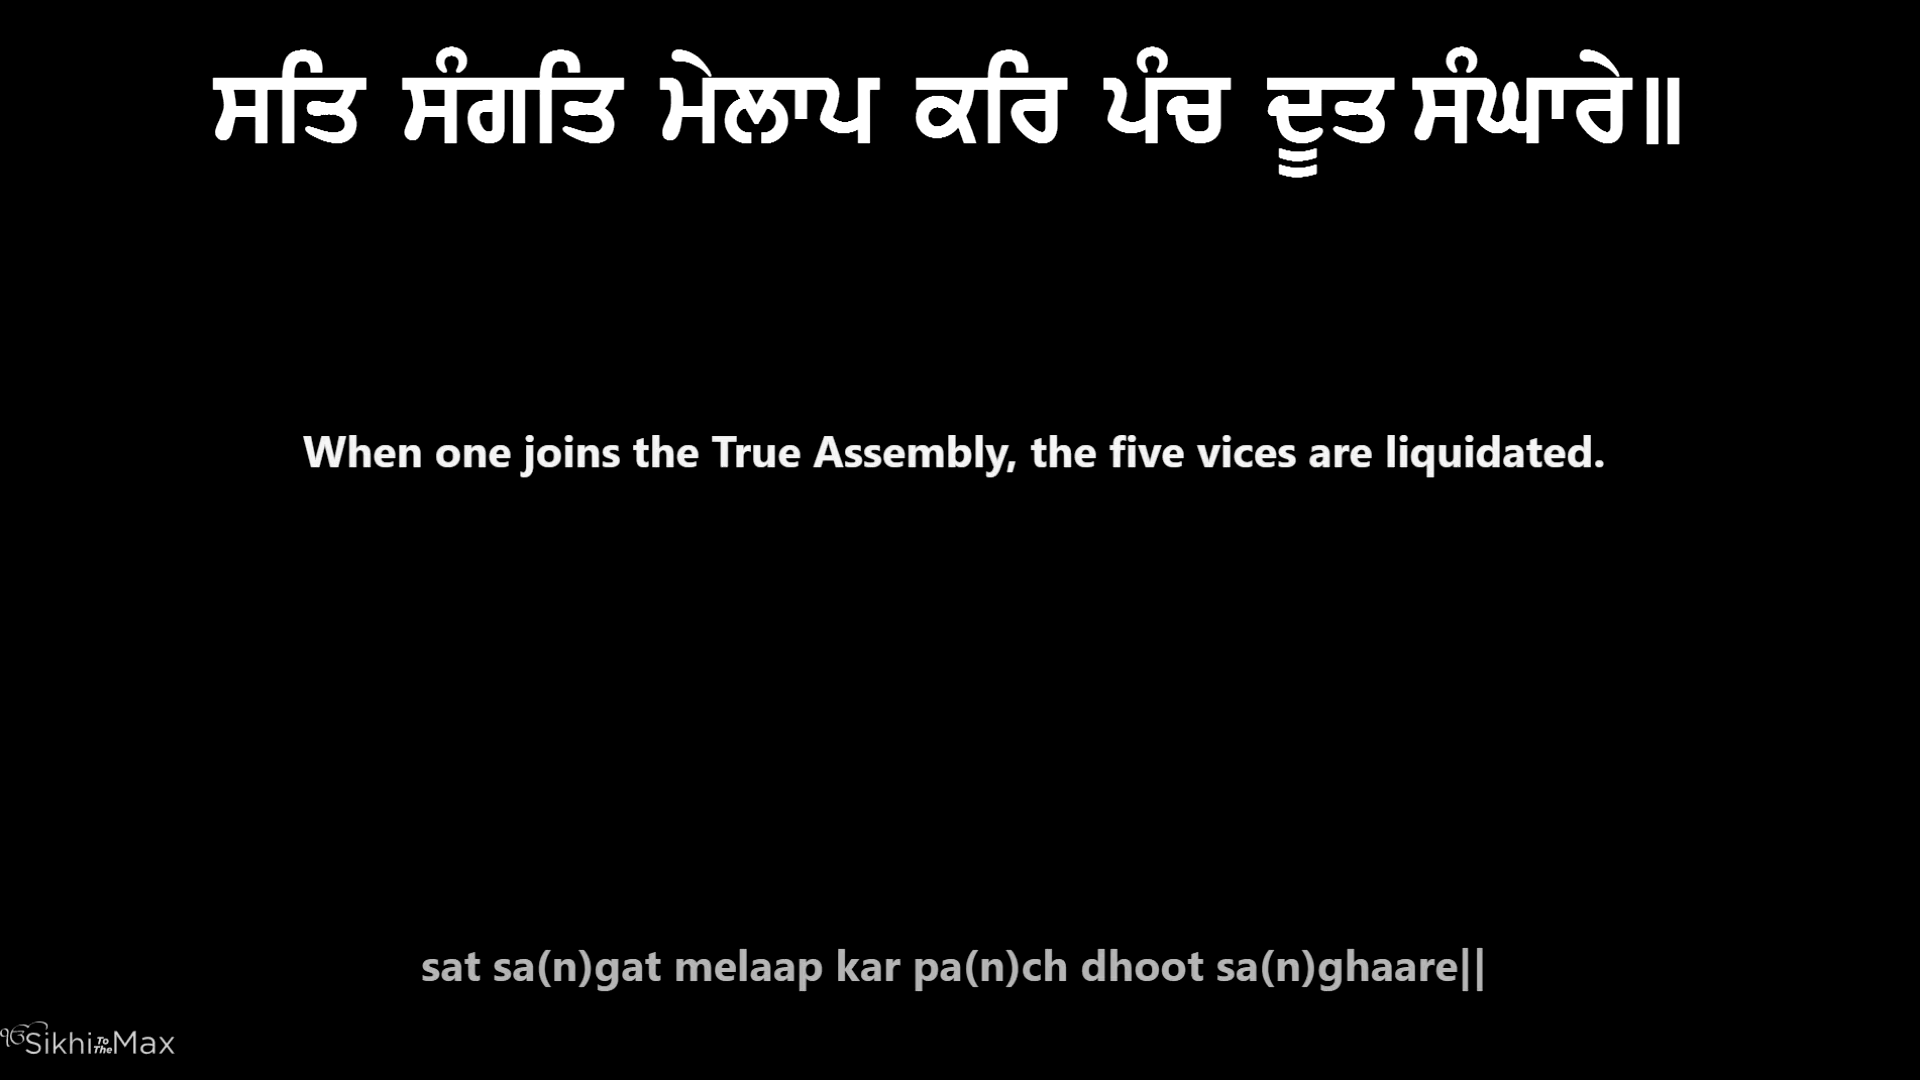 ਸਤਿ ਸੰਗਤਿ ਮੇਲਾਪ ਕਰਿ ਪੰਚ ਦੂਤ ਸੰਘਾਰੇ॥
When one joins the True Assembly, the five vices are liquidated.
sat sa(n)gat melaap kar pa(n)ch dhoot sa(n)ghaare||
ੴSikhiToTheMax